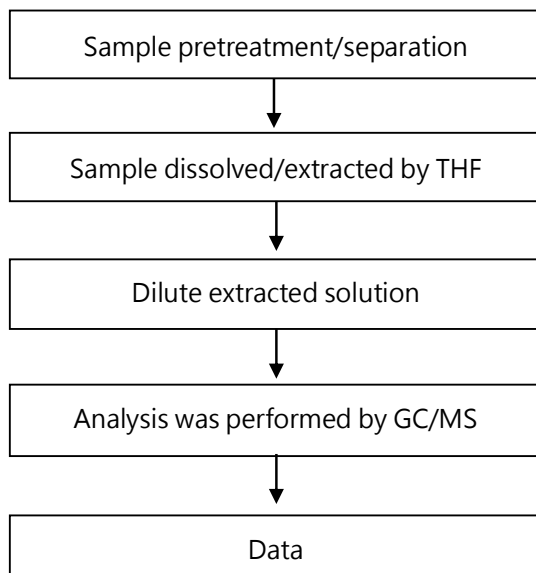 Sample pretreatment/separation
Sample dissolved/extracted by THF
Dilute extracted solution
Analysis was performed by GC/MS
Data